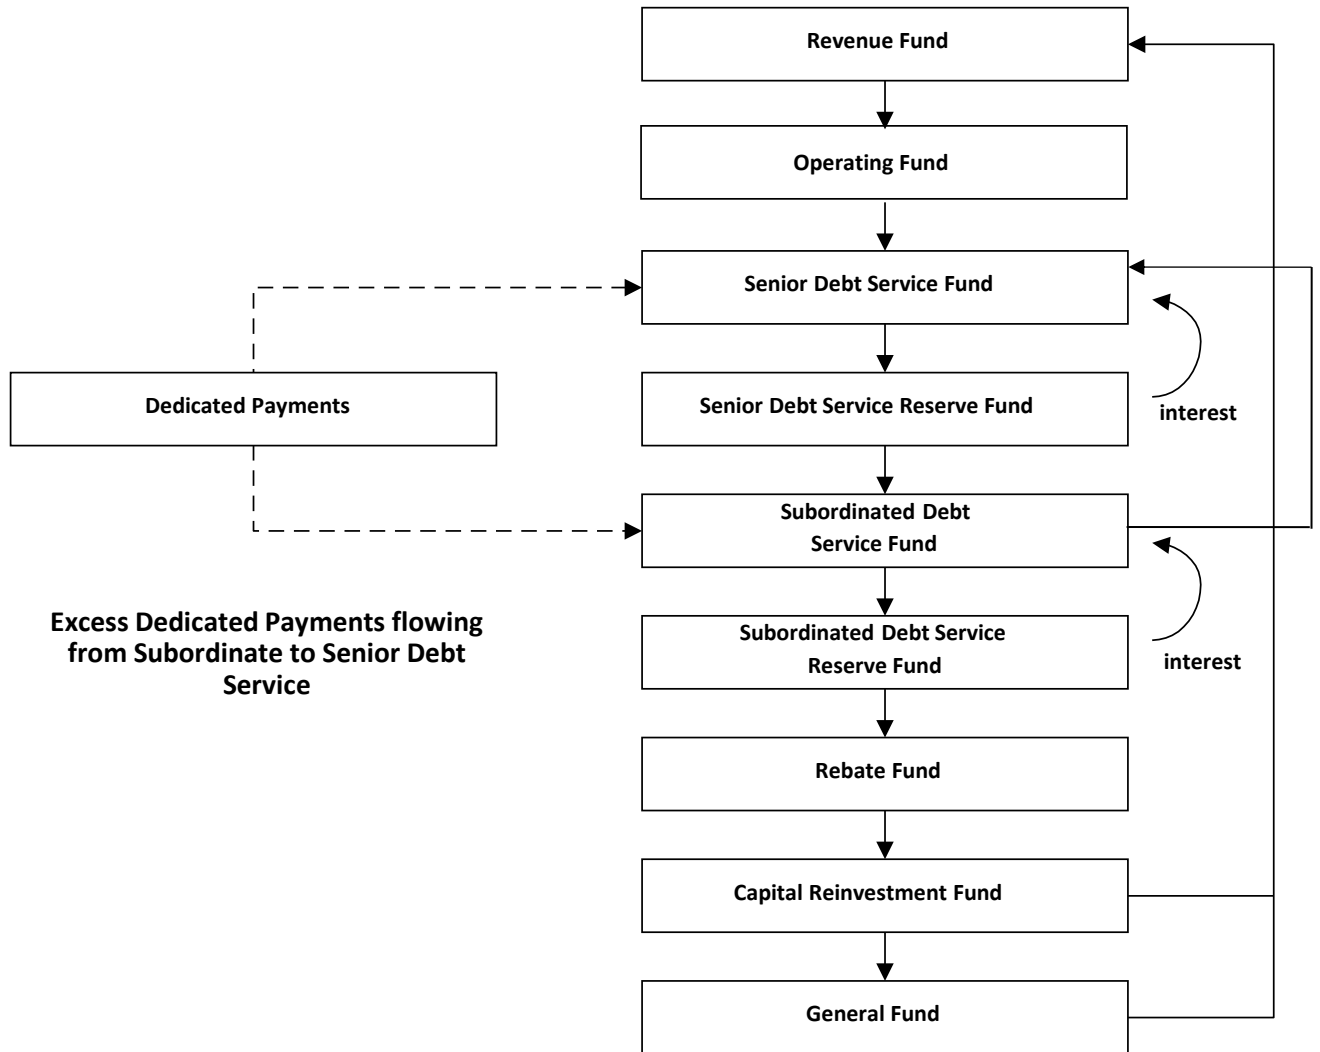 Revenue Fund
Operating Fund
Senior Debt Service Fund
Dedicated Payments
Senior Debt Service Reserve Fund
interest
Subordinated Debt
Service Fund
Excess Dedicated Payments flowing
from Subordinate to Senior Debt
Service
Subordinated Debt Service
Reserve Fund
interest
Rebate Fund
Capital Reinvestment Fund
General Fund